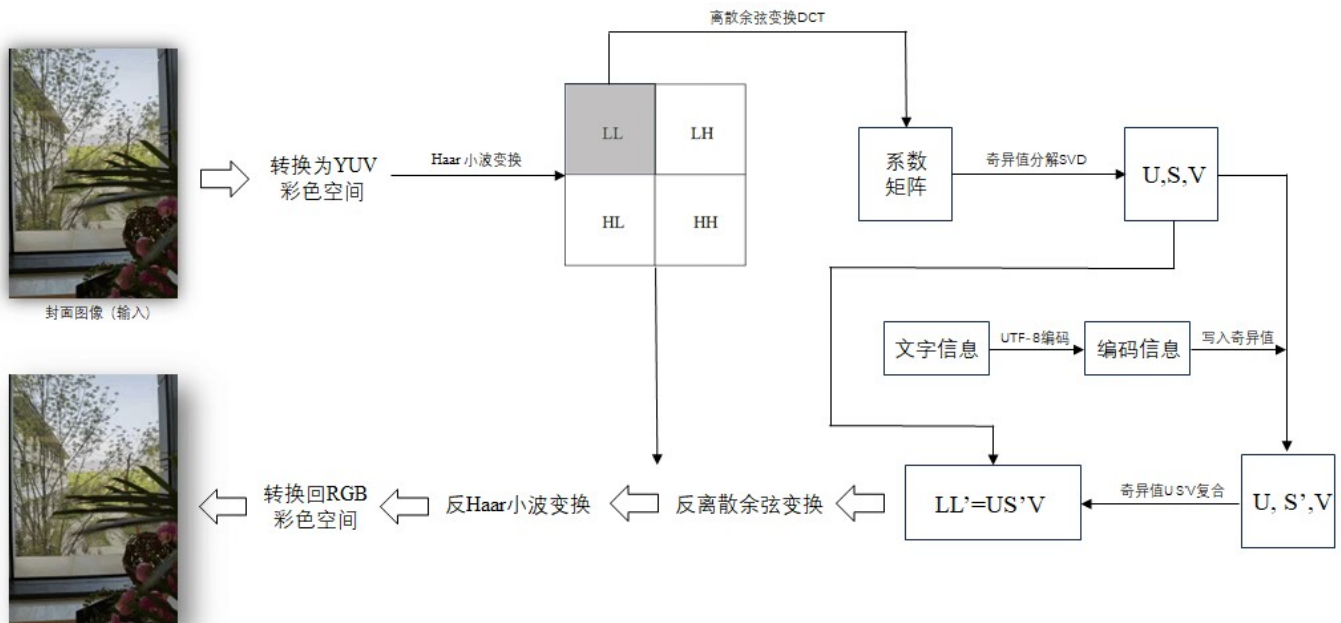 离散余弦变换DCT
LL
LH
HL
HH
转换为YUV
彩色空间
Haar 小波变换
系数
矩阵
奇异值分解SVD
U,S,V
封面图像（输入）
文字信息
UTF-8编码
编码信息
写入奇异值
转换回RGB
彩色空间
反Haar小波变换
反离散余弦变换
LL’=US’V
奇异值US'V复合
U, S’,V